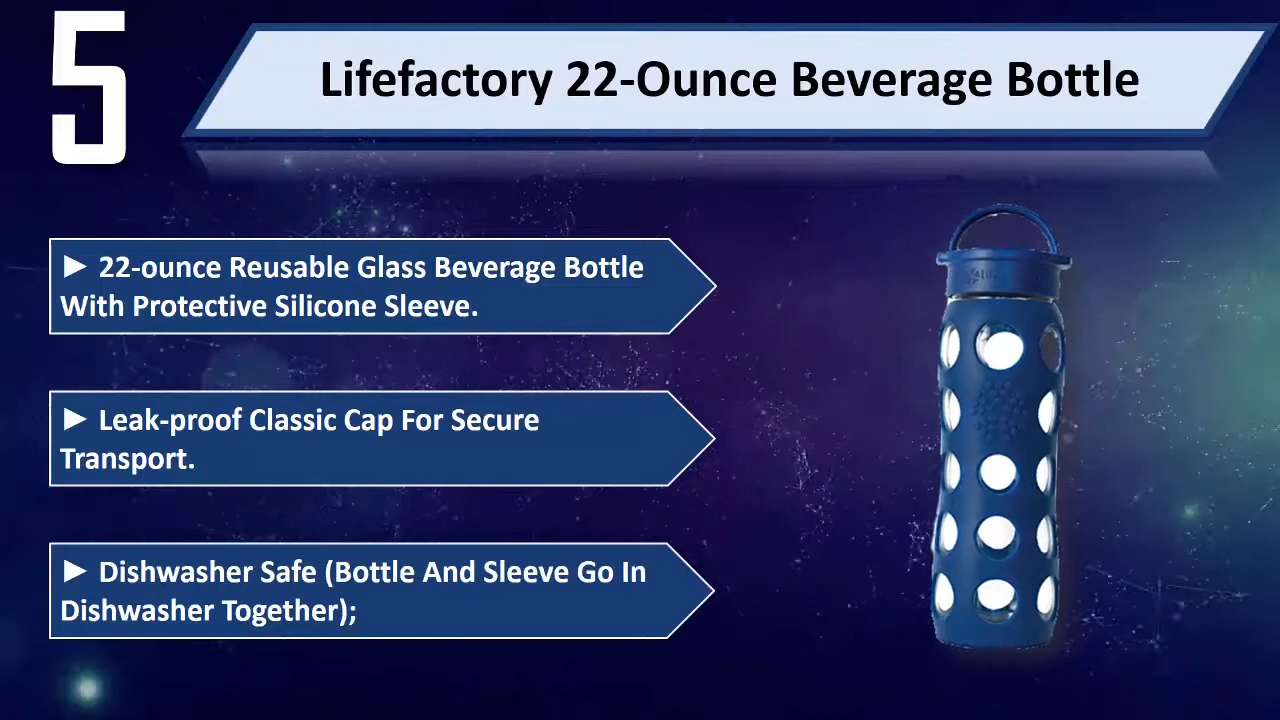 5
Lifefactory 22-Ounce Beverage Bottle
► 22-ounce Reusable Glass Beverage Bottle
With Protective Silicone Sleeve.
► Leak-proof Classic Cap For Secure
Transport.
► Dishwasher Safe (Bottle And Sleeve Go In
Dishwasher Together);